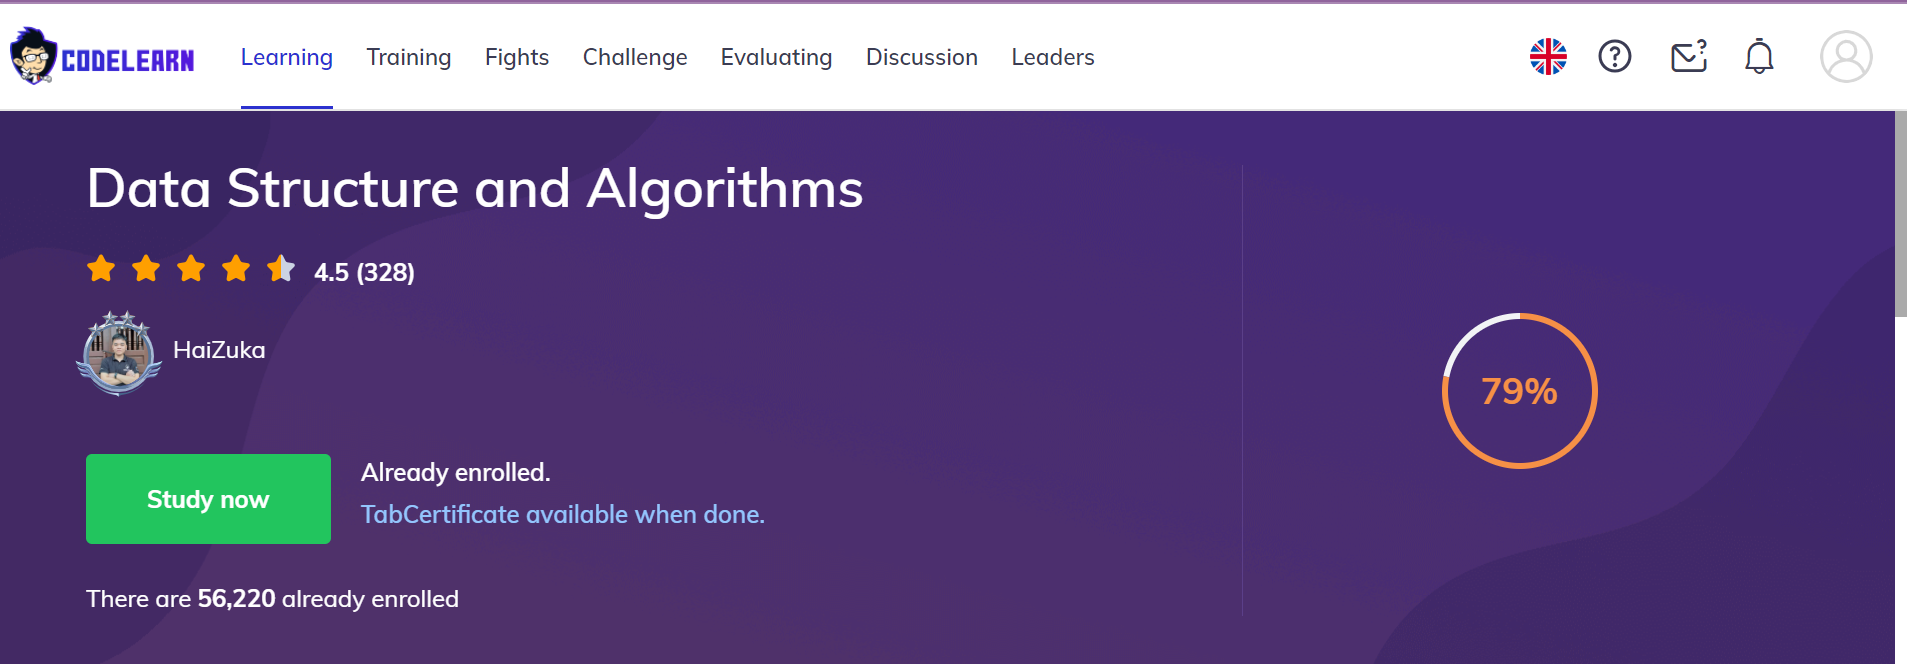 CODELEARN
Learning Training Fights Challenge Evaluating Discussion Leaders
Data Structure and Algorithms
4.5 (328)
HaiZuka
79%
Already enrolled.
Study now
TabCertificate available when done.
There are 56,220 already enrolled